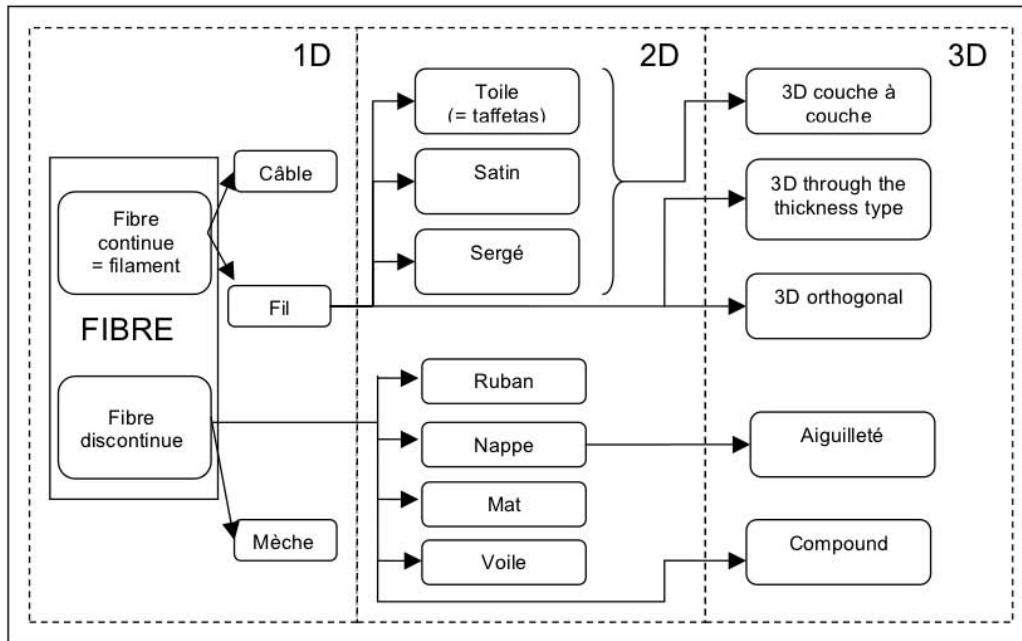 1D
2D
3D
FIBRE
Fibre
continue
= filament
Fibre
discontinue
Câble
Fil
Mèche
Toile
(= taffetas)
Satin
Sergé
Ruban
Nappe
Mat
Voile
3D couche à
couche
3D through the
thickness type
3D orthogonal
Aiguilleté
Compound